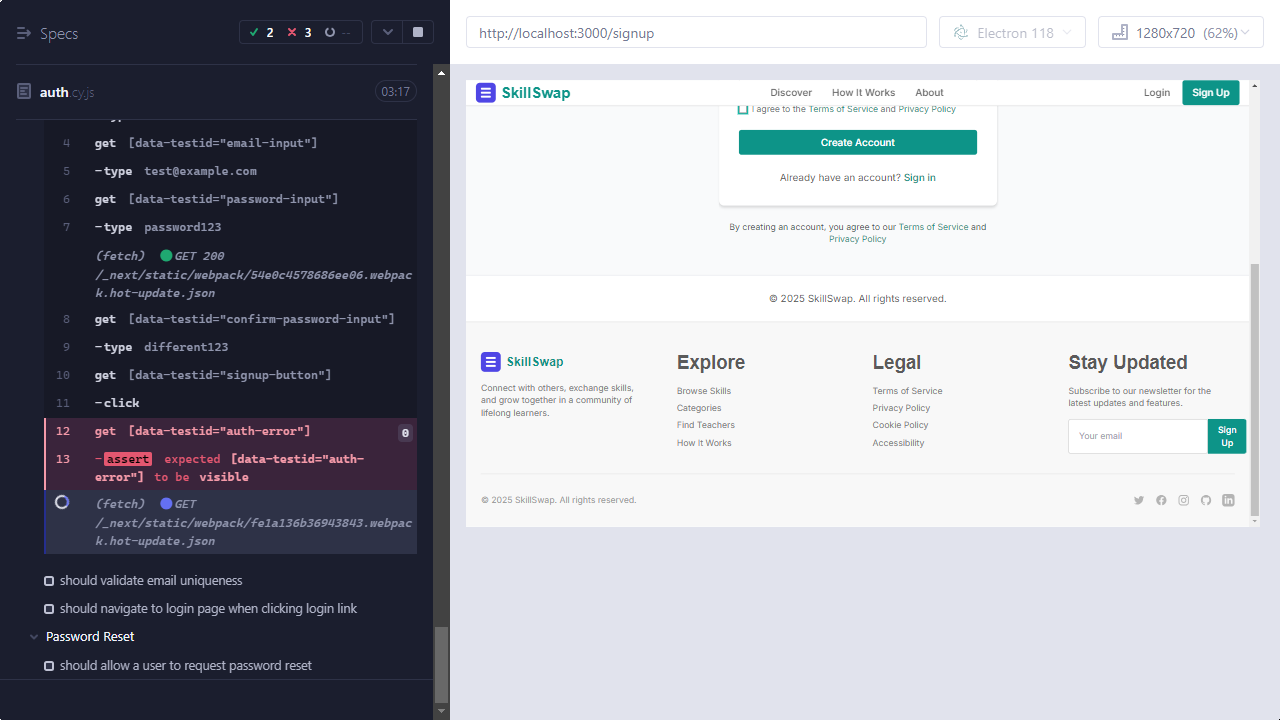 Specs
2
3
--
http://localhost:3000/signup
Electron 118
1280x720 (62%)
auth.cy.js
03:17
4 get [data-testid="email-input"]
5 -type test@example.com
6 get [data-testid="password-input"]
7 -type password123
(fetch) GET 200
/_next/static/webpack/54e0c4578686ee06.webpac
k.hot-update.json
8 get [data-testid="confirm-password-input"]
9 -type different123
10 get [data-testid="signup-button"]
11 -click
12 get [data-testid="auth-error"] 0
13 -assert expected [data-testid="auth-
error"] to be visible
(fetch) GET
/_next/static/webpack/fe1a136b36943843.webpac
k.hot-update.json
should validate email uniqueness
should navigate to login page when clicking login link
Password Reset
should allow a user to request password reset
SkillSwap
Discover
How It Works
About
Login
Sign Up
I agree to the Terms of Service and Privacy Policy
Create Account
Already have an account? Sign in
By creating an account, you agree to our Terms of Service and
Privacy Policy
© 2025 SkillSwap. All rights reserved.
SkillSwap
Connect with others, exchange skills,
and grow together in a community of
lifelong learners.
Explore
Browse Skills
Categories
Find Teachers
How It Works
Legal
Terms of Service
Privacy Policy
Cookie Policy
Accessibility
Stay Updated
Subscribe to our newsletter for the
latest updates and features.
Your email
Sign
Up
© 2025 SkillSwap. All rights reserved.